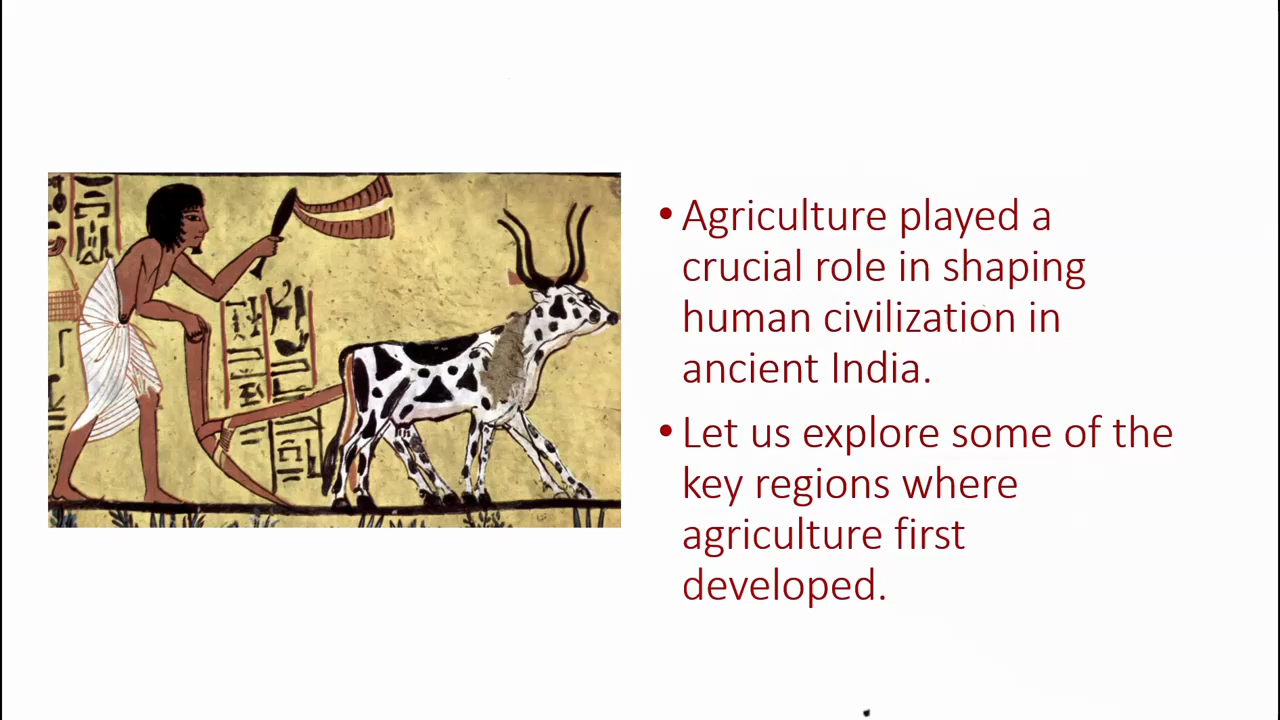 • Agriculture played a
crucial role in shaping
human civilization in
ancient India.
• Let us explore some of the
key regions where
agriculture first
developed.